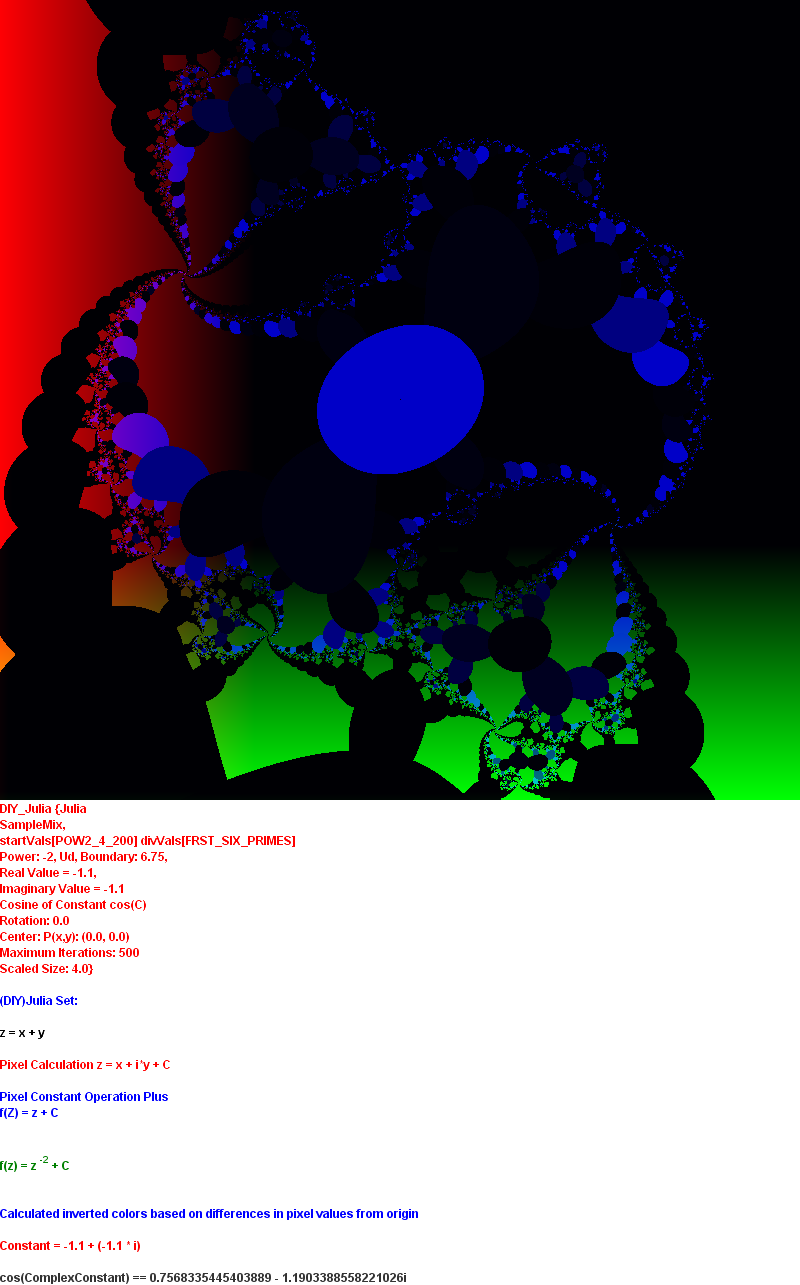 DIY_Julia {Julia
SampleMix,
startVals[POW2_4_200] divVals[FRST_SIX_PRIMES]
Power: -2, Ud, Boundary: 6.75,
Real Value = -1.1,
Imaginary Value = -1.1
Cosine of Constant cos(C)
Rotation: 0.0
Center: P(x,y): (0.0, 0.0)
Maximum Iterations: 500
Scaled Size: 4.0}
(DIY)Julia Set:
z = x + y
Pixel Calculation z = x + i*y + C
Pixel Constant Operation Plus
f(Z) = z + C
f(z) = z -2 + C
Calculated inverted colors based on differences in pixel values from origin
Constant = -1.1 + (-1.1 * i)
cos(ComplexConstant) == 0.7568335445403889 - 1.1903388558221026i